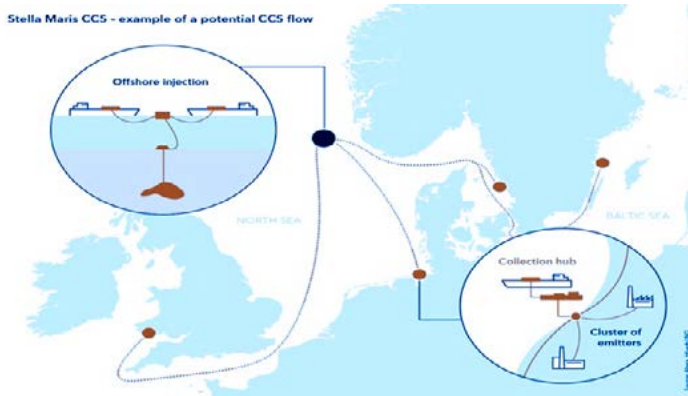 Stella Maris CCS - example of a potential CCS flow
Offshore injection
NORTH SEA
BALTIC SEA
Collection hub
Cluster of
emitters